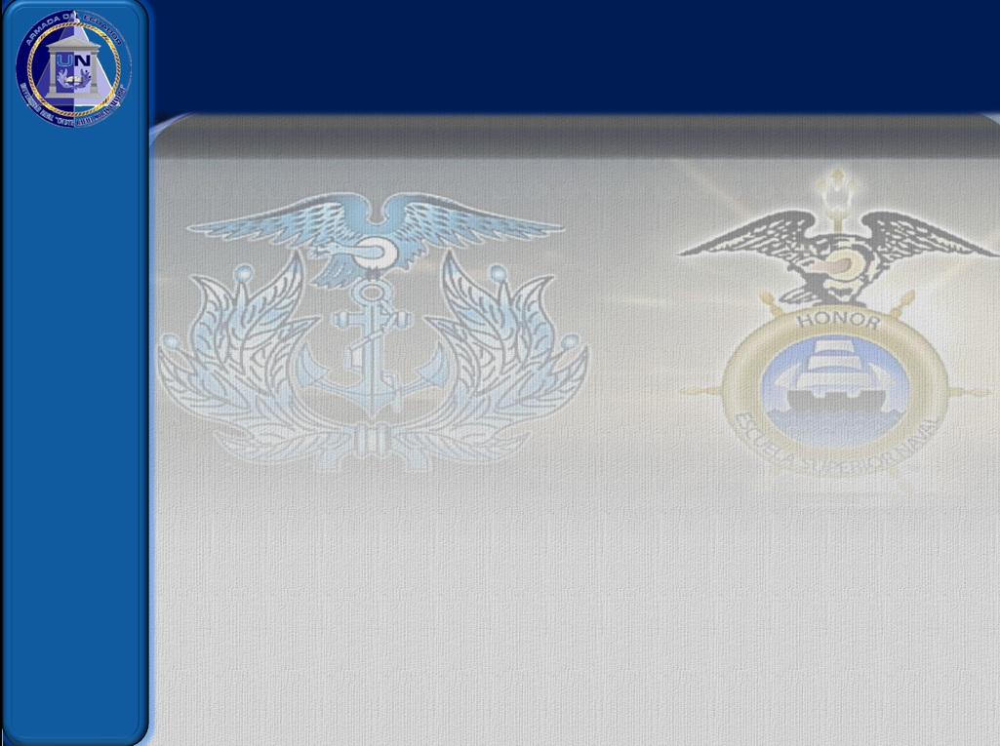 ARMADA DEL ECUADOR
UN
HONOR
ESCUELA SUPERIOR NAVAL